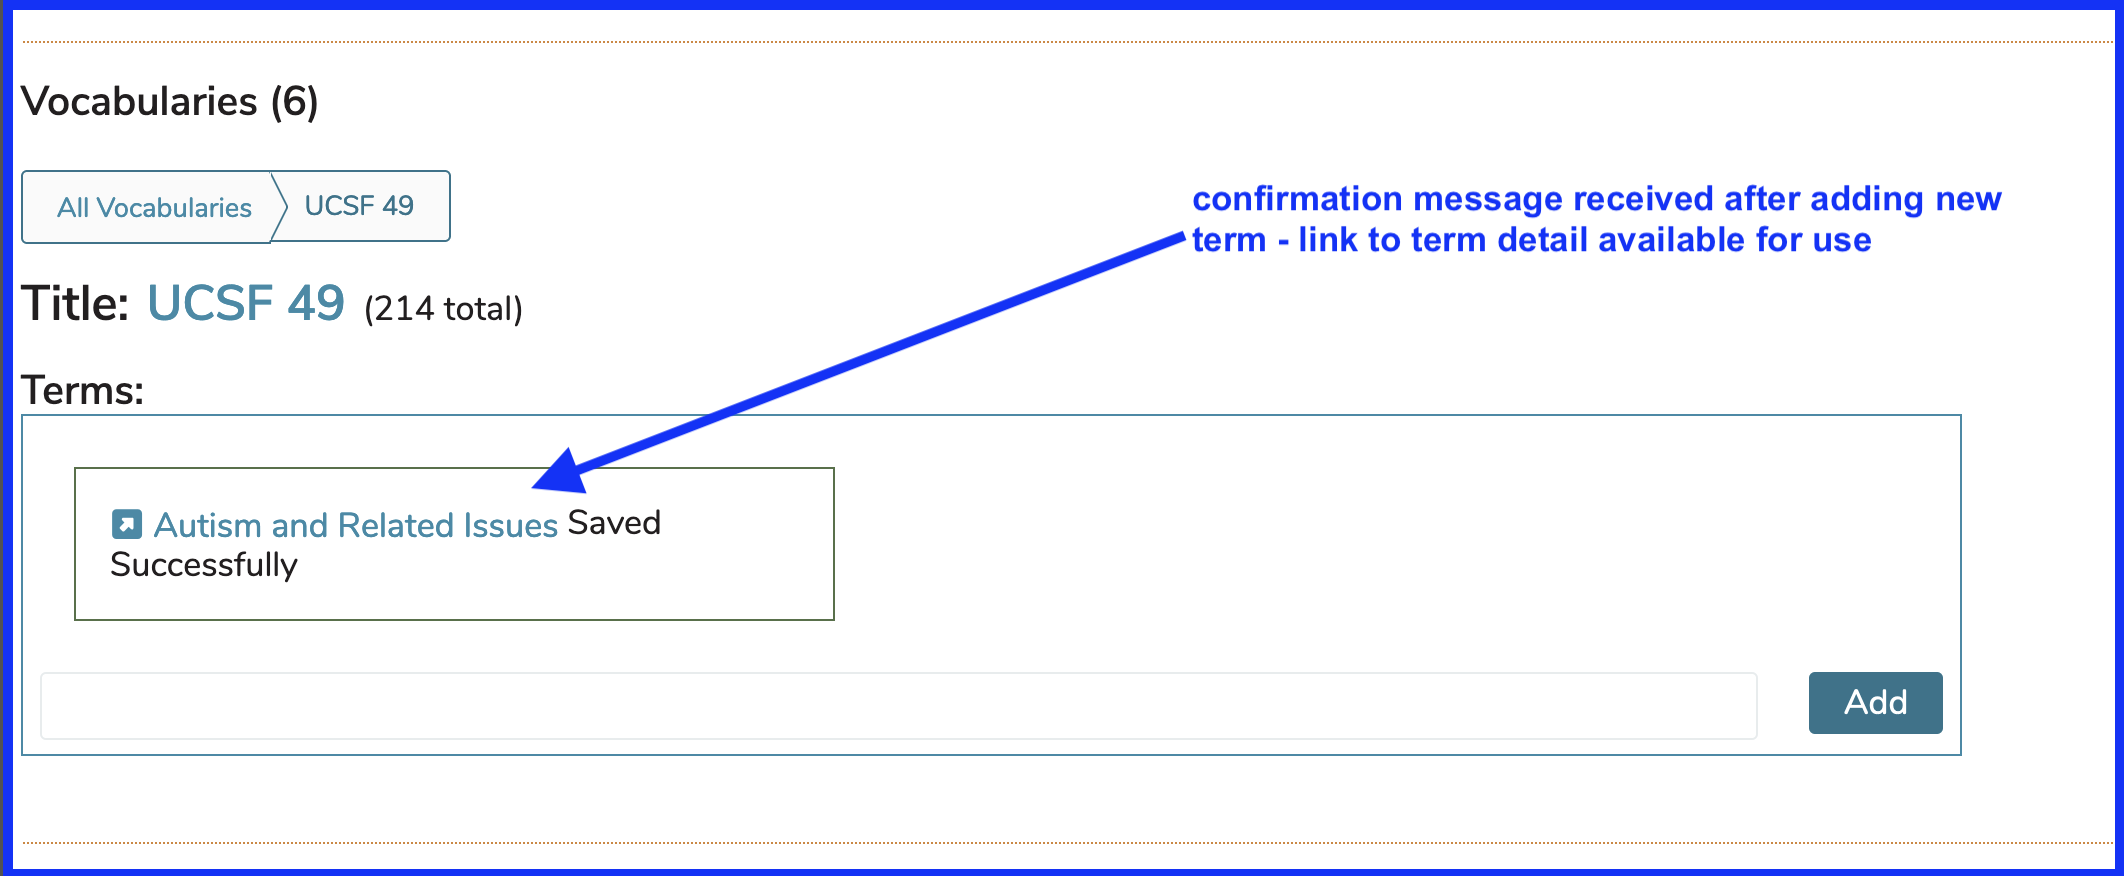 Vocabularies (6)
All Vocabularies UCSF 49
confirmation message received after adding new
term - link to term detail available for use
Title: UCSF 49 (214 total)
Terms:
Autism and Related Issues Saved
Successfully
Add